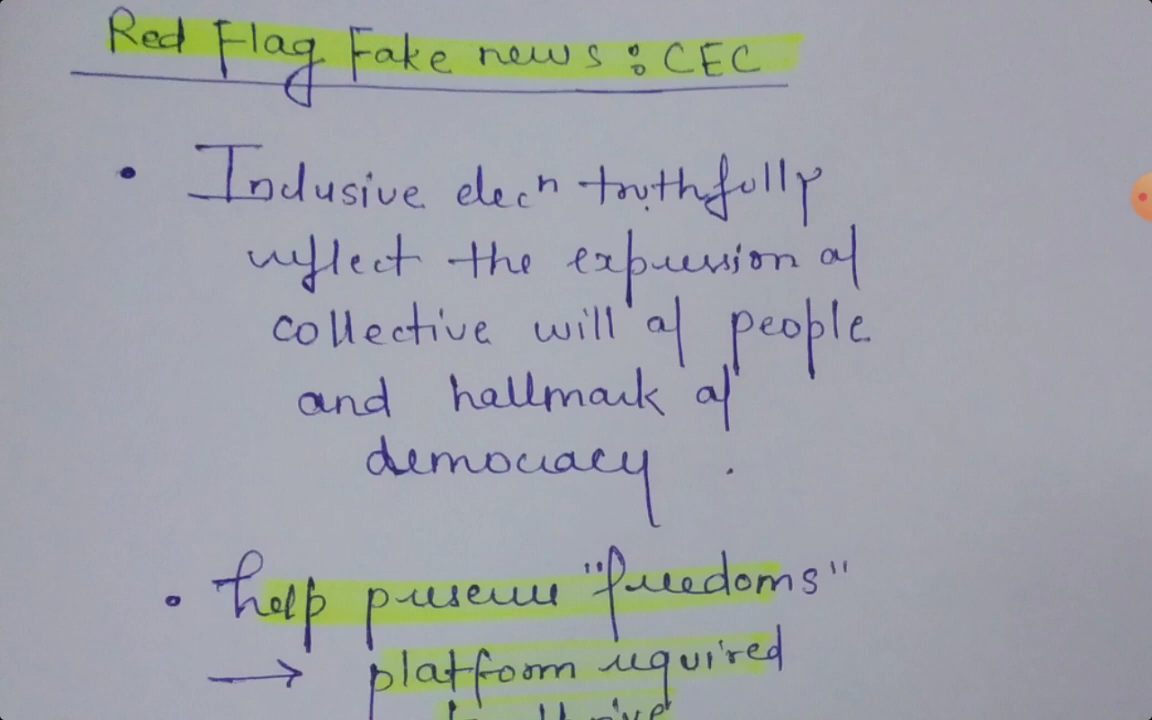 Red Flag Fake news : CEC
• Inclusive elecn truthfully
reflect the expression of
collective will of people
and hallmark of
democracy .
• help preserve "freedoms"
→ platform required
thrive